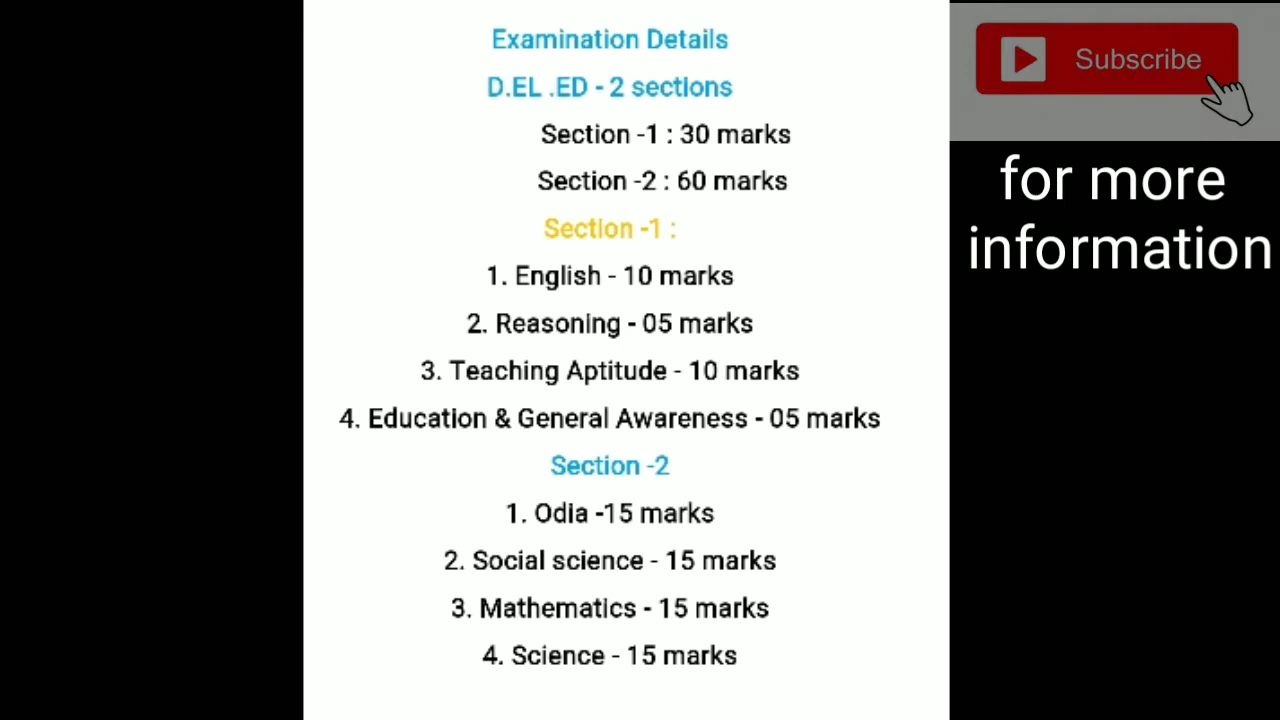 Examination Details
D.EL .ED - 2 sections
Section -1 : 30 marks
Section -2 : 60 marks
Section -1 :
1. English - 10 marks
2. Reasoning - 05 marks
3. Teaching Aptitude - 10 marks
4. Education & General Awareness - 05 marks
Section -2
1. Odia -15 marks
2. Social science - 15 marks
3. Mathematics - 15 marks
4. Science - 15 marks
Subscribe
for more
information